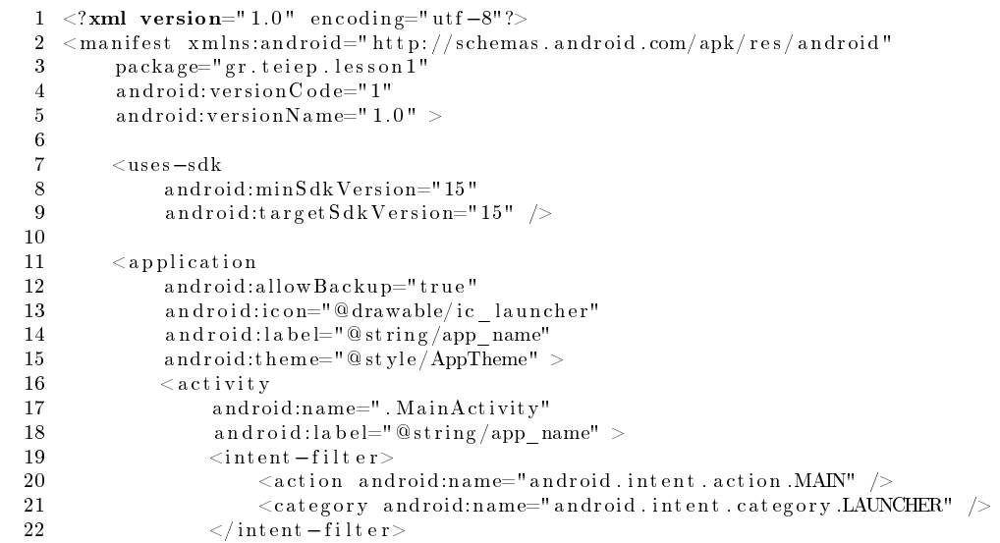 1 <?xml version="1.0" encoding="utf-8"?>
2 <manifest xmlns:android="http://schemas.android.com/apk/res/android"
3 package="gr.teiep.lesson1"
4 android:versionCode="1"
5 android:versionName="1.0" >
6
7 <uses-sdk
8 android:minSdkVersion="15"
9 android:targetSdkVersion="15" />
10
11 <application
12 android:allowBackup="true"
13 android:icon="@drawable/ic_launcher"
14 android:label="@string/app_name"
15 android:theme="@style/AppTheme" >
16 <activity
17 android:name=".MainActivity"
18 android:label="@string/app_name" >
19 <intent-filter>
20 <action android:name="android.intent.action.MAIN" />
21 <category android:name="android.intent.category.LAUNCHER" />
22 </intent-filter>